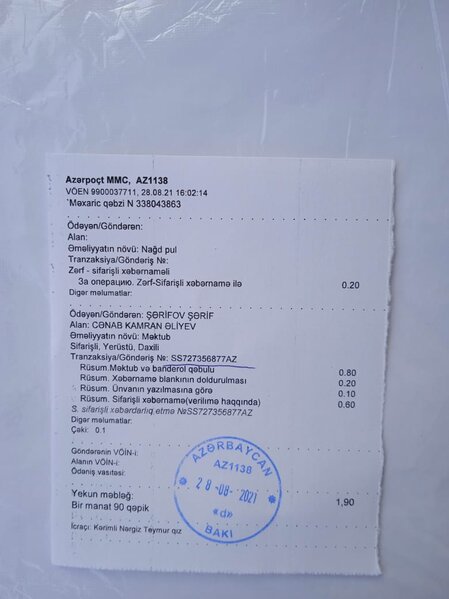 Azərpoçt MMC, AZ1138
VÖEN 9900037711, 28.08.21 16:02:14
`Məxaric qəbzi N 338043863
Ödəyən/Göndərən:
Alan:
Əməliyyatın növü: Nağd pul
Tranzaksiya/Göndəriş №:
Zərf - sifarişli xəbərnaməli
За операцию. Zərf-Sifarişli xəbərnamə ilə 0.20
Digər məlumatlar:
Ödəyən/Göndərən: ŞƏRİFOV ŞƏRİF
Alan: CƏNAB KAMRAN ƏLİYEV
Əməliyyatın növü: Məktub
Sifarişli, Yerüstü, Daxili
Tranzaksiya/Göndəriş №: SS727356877AZ
Rüsum.Məktub və banderol qəbulu 0.80
Rüsum. Xəbərnamə blankının doldurulması 0.20
Rüsum. Ünvanın yazılmasına görə 0.10
Rüsum. Sifarişli xəbərnamə(verilmə haqqında) 0.60
S. sifarişli xəbərdarlıq etmə №SS727356877AZ
Digər məlumatlar:
Çəki: 0.1
Göndərənin VÖİN-i:
Alanın VÖİN-i:
Ödəniş vasitəsi:
Yekun məbləğ: 1,90
Bir manat 90 qəpik
İcraçı: Kərimli Nərgiz Teymur qız
AZƏRBAYCAN
AZ1138
28-08-2021
«d»
BAKI